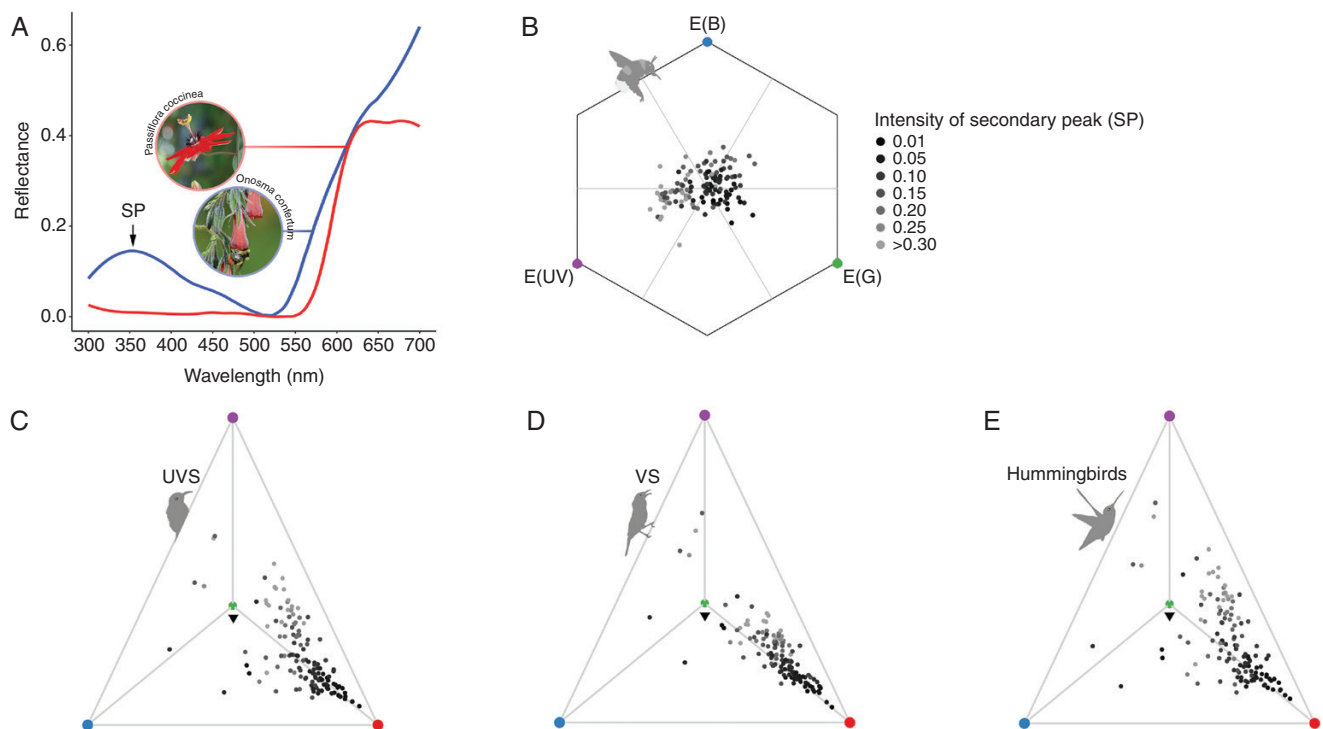 A
0.6
0.4
0.2
0.0
Reflectance
SP
Passiflora coccinea
Onosma confertum
300 350 400 450 500 550 600 650 700
Wavelength (nm)
B
E(B)
E(UV)
E(G)
Intensity of secondary peak (SP)
0.01
0.05
0.10
0.15
0.20
0.25
>0.30
C
UVS
D
VS
E
Hummingbirds